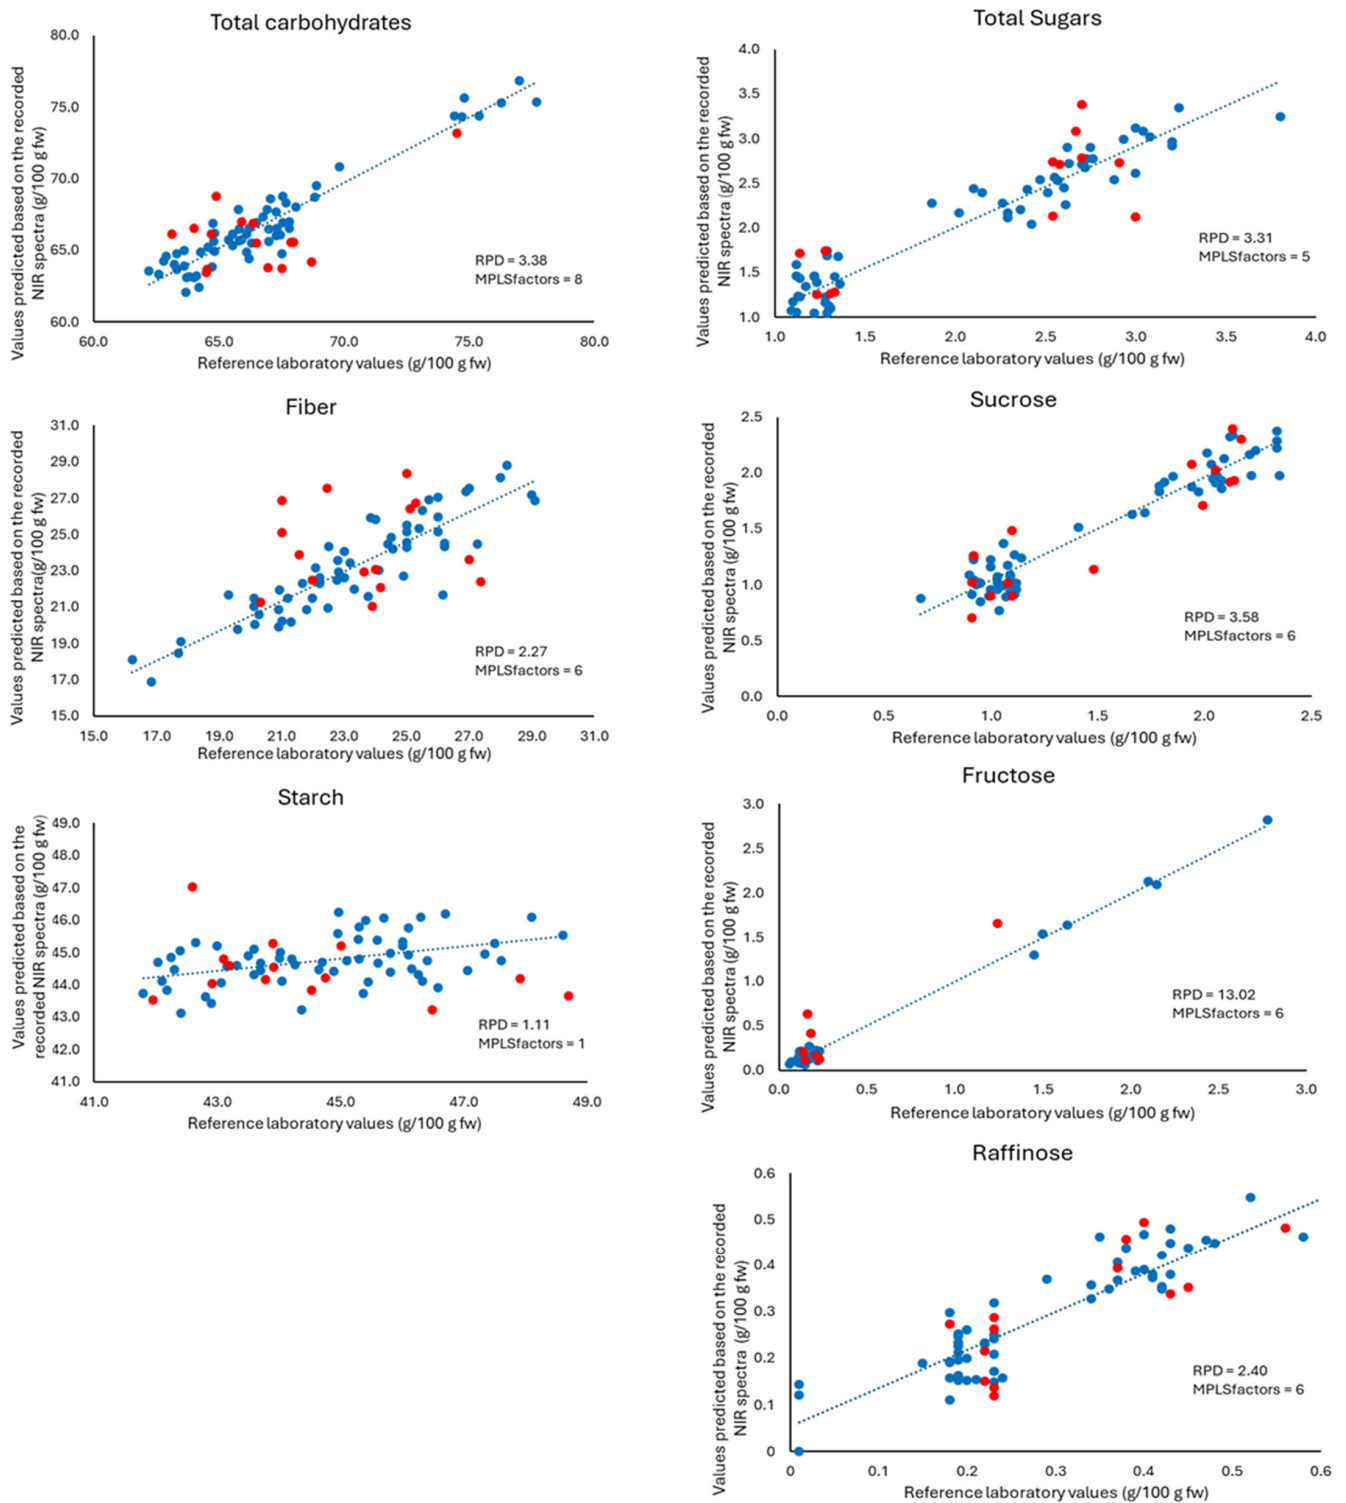 Total carbohydrates
Values predicted based on the recorded
NIR spectra (g/100 g fw)
80.0
75.0
70.0
65.0
60.0
RPD = 3.38
MPLSfactors = 8
60.0 65.0 70.0 75.0 80.0
Reference laboratory values (g/100 g fw)
Total Sugars
Values predicted based on the recorded
NIR spectra (g/100 g fw)
4.0
3.5
3.0
2.5
2.0
1.5
1.0
RPD = 3.31
MPLSfactors = 5
1.0 1.5 2.0 2.5 3.0 3.5 4.0
Reference laboratory values (g/100 g fw)
Fiber
Values predicted based on the recorded
NIR spectra(g/100 g fw)
31.0
29.0
27.0
25.0
23.0
21.0
19.0
17.0
15.0
RPD = 2.27
MPLSfactors = 6
15.0 17.0 19.0 21.0 23.0 25.0 27.0 29.0 31.0
Reference laboratory values (g/100 g fw)
Sucrose
Values predicted based on the recorded
NIR spectra (g/100 g fw)
2.5
2.0
1.5
1.0
0.5
0.0
RPD = 3.58
MPLSfactors = 6
0.0 0.5 1.0 1.5 2.0 2.5
Reference laboratory values (g/100 g fw)
Starch
Values predicted based on the
recorded NIR spectra (g/100 g fw)
49.0
48.0
47.0
46.0
45.0
44.0
43.0
42.0
41.0
RPD = 1.11
MPLSfactors = 1
41.0 43.0 45.0 47.0 49.0
Reference laboratory values (g/100 g fw)
Fructose
Values predicted based on the recorded
NIR spectra (g/100 g fw)
3.0
2.5
2.0
1.5
1.0
0.5
0.0
RPD = 13.02
MPLSfactors = 6
0.0 0.5 1.0 1.5 2.0 2.5 3.0
Reference laboratory values (g/100 g fw)
Raffinose
Values predicted based on the recorded
NIR spectra (g/100 g fw)
0.6
0.5
0.4
0.3
0.2
0.1
0
RPD = 2.40
MPLSfactors = 6
0 0.1 0.2 0.3 0.4 0.5 0.6
Reference laboratory values (g/100 g fw)